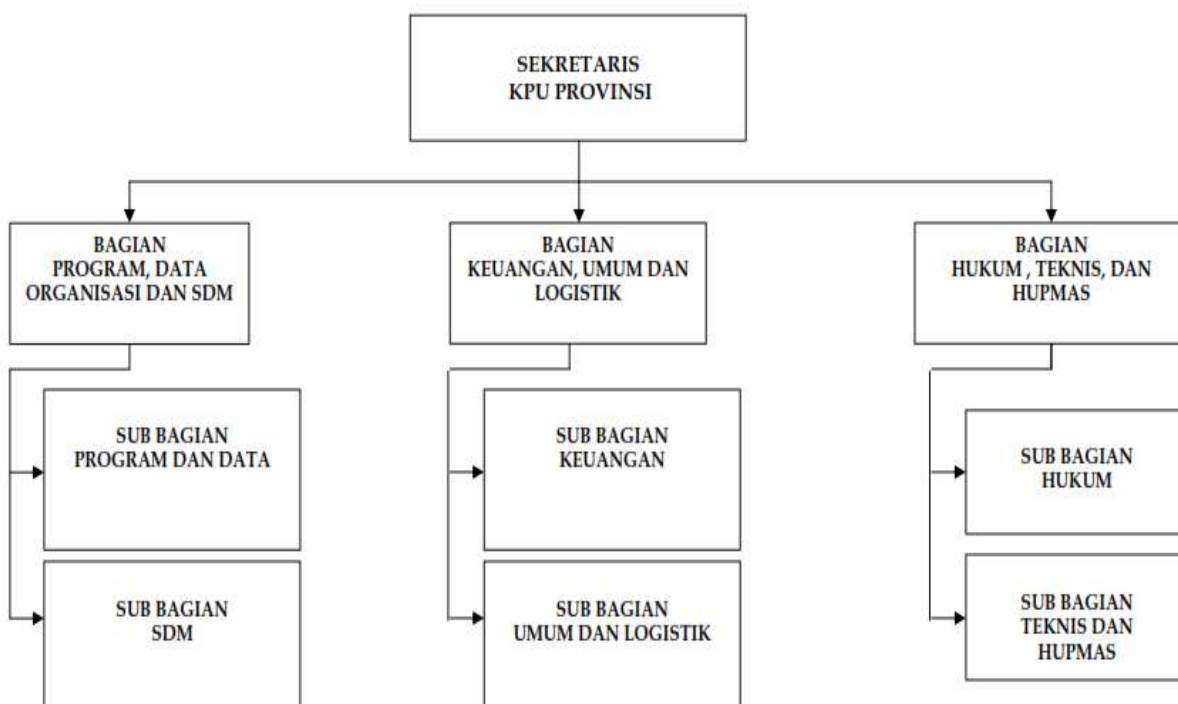 SEKRETARIS
KPU PROVINSI
BAGIAN
PROGRAM, DATA
ORGANISASI DAN SDM
BAGIAN
KEUANGAN, UMUM DAN
LOGISTIK
BAGIAN
HUKUM , TEKNIS, DAN
HUPMAS
SUB BAGIAN
PROGRAM DAN DATA
SUB BAGIAN
KEUANGAN
SUB BAGIAN
HUKUM
SUB BAGIAN
SDM
SUB BAGIAN
UMUM DAN LOGISTIK
SUB BAGIAN
TEKNIS DAN
HUPMAS